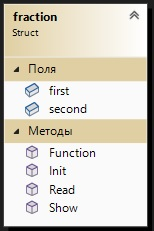 fraction
Struct
Поля
first
second
Методы
Function
Init
Read
Show